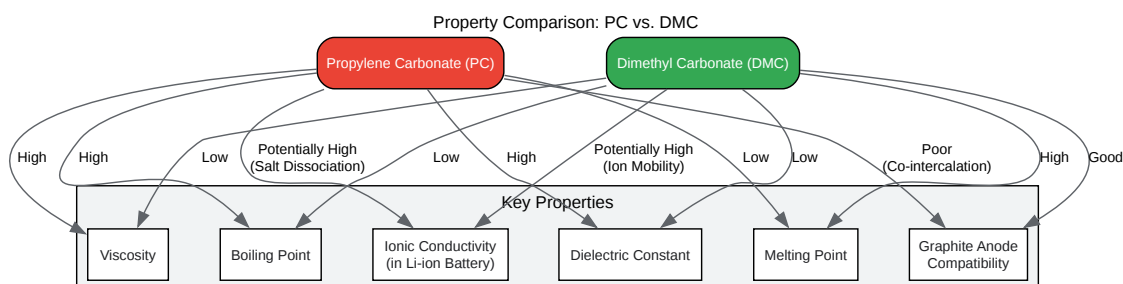 Property Comparison: PC vs. DMC
Propylene Carbonate (PC)
Dimethyl Carbonate (DMC)
High
High
Low
Potentially High
(Salt Dissociation)
Low
High
Potentially High
(Ion Mobility)
Low
Low
Poor
(Co-intercalation)
High
Good
Key Properties
Viscosity
Boiling Point
Ionic Conductivity
(in Li-ion Battery)
Dielectric Constant
Melting Point
Graphite Anode
Compatibility